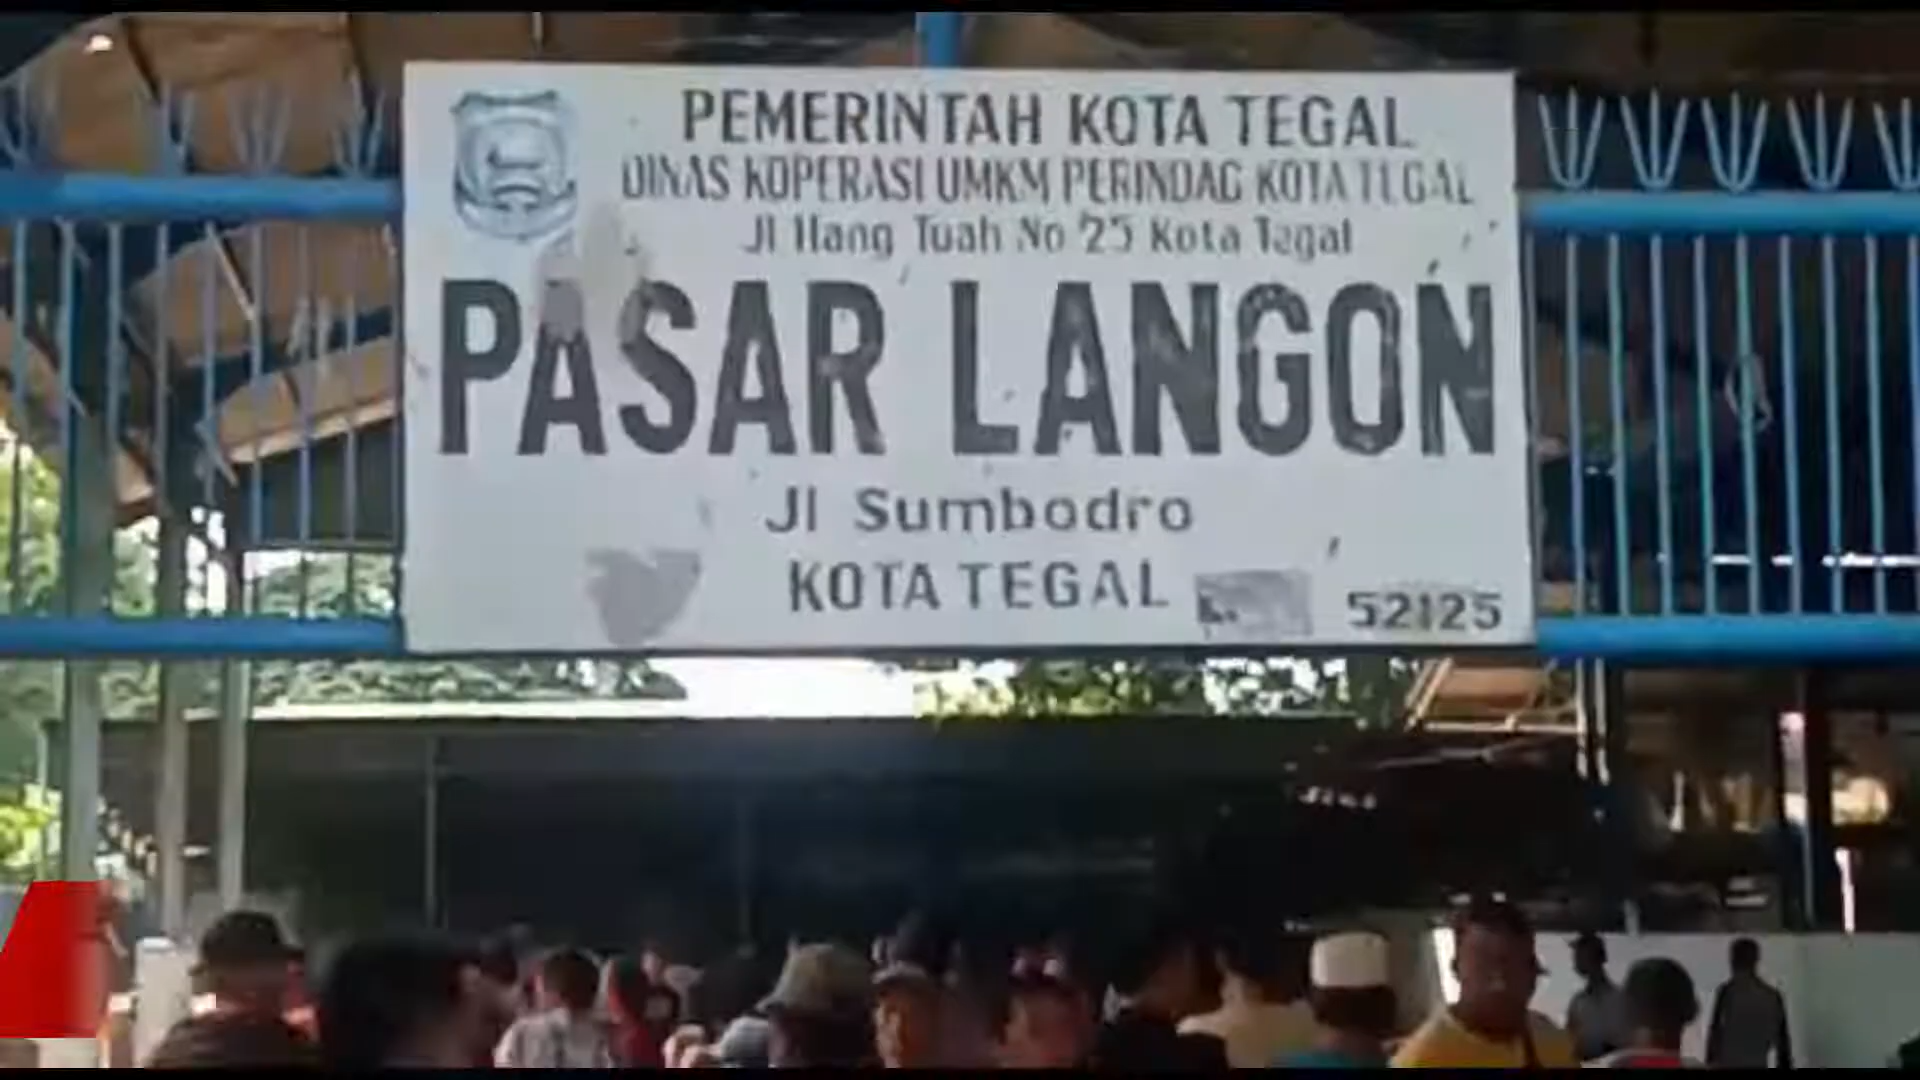 PEMERINTAH KOTA TEGAL
DINAS KOPERASI UMKM PERINDAG KOTA TEGAL
Jl Hang Tuah No 25 Kota Tegal
PASAR LANGON
Jl Sumbodro
KOTA TEGAL
52125